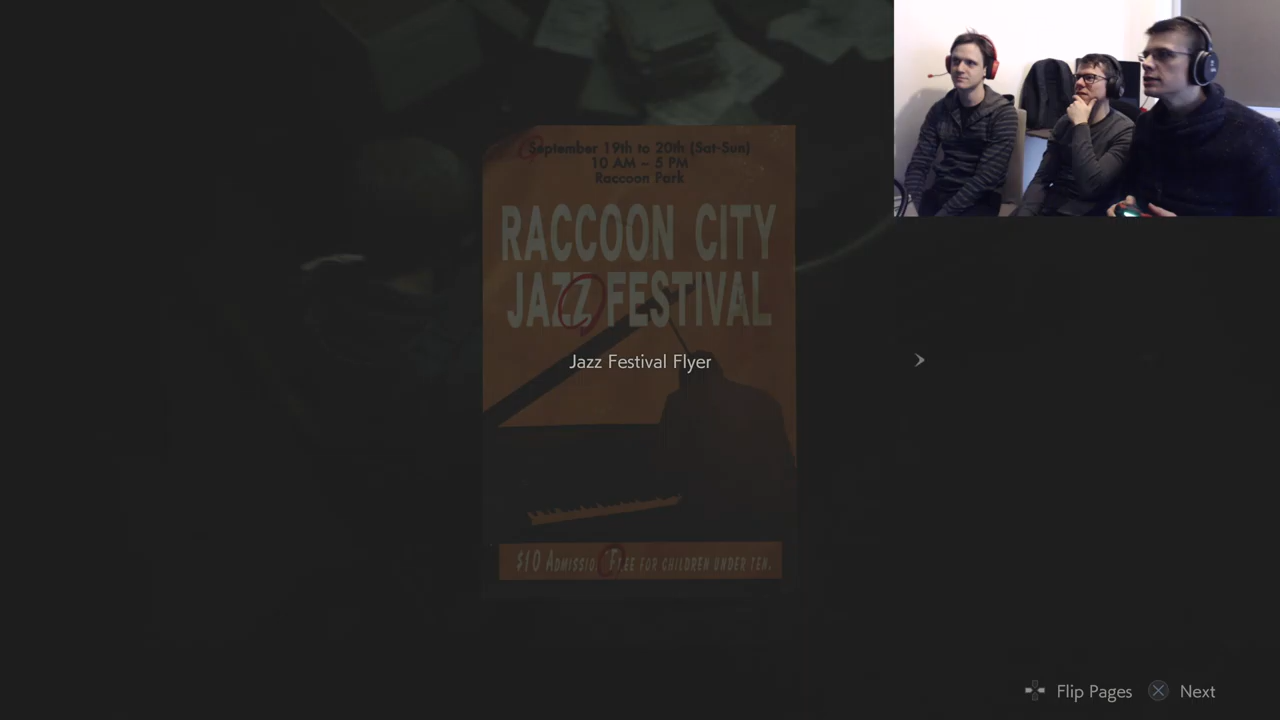 September 19th to 20th (Sat-Sun)
10 AM – 5 PM
Raccoon Park
RACCOON CITY
JAZZ FESTIVAL
Jazz Festival Flyer
$10 Admission. Free for children under ten.
Flip Pages
Next